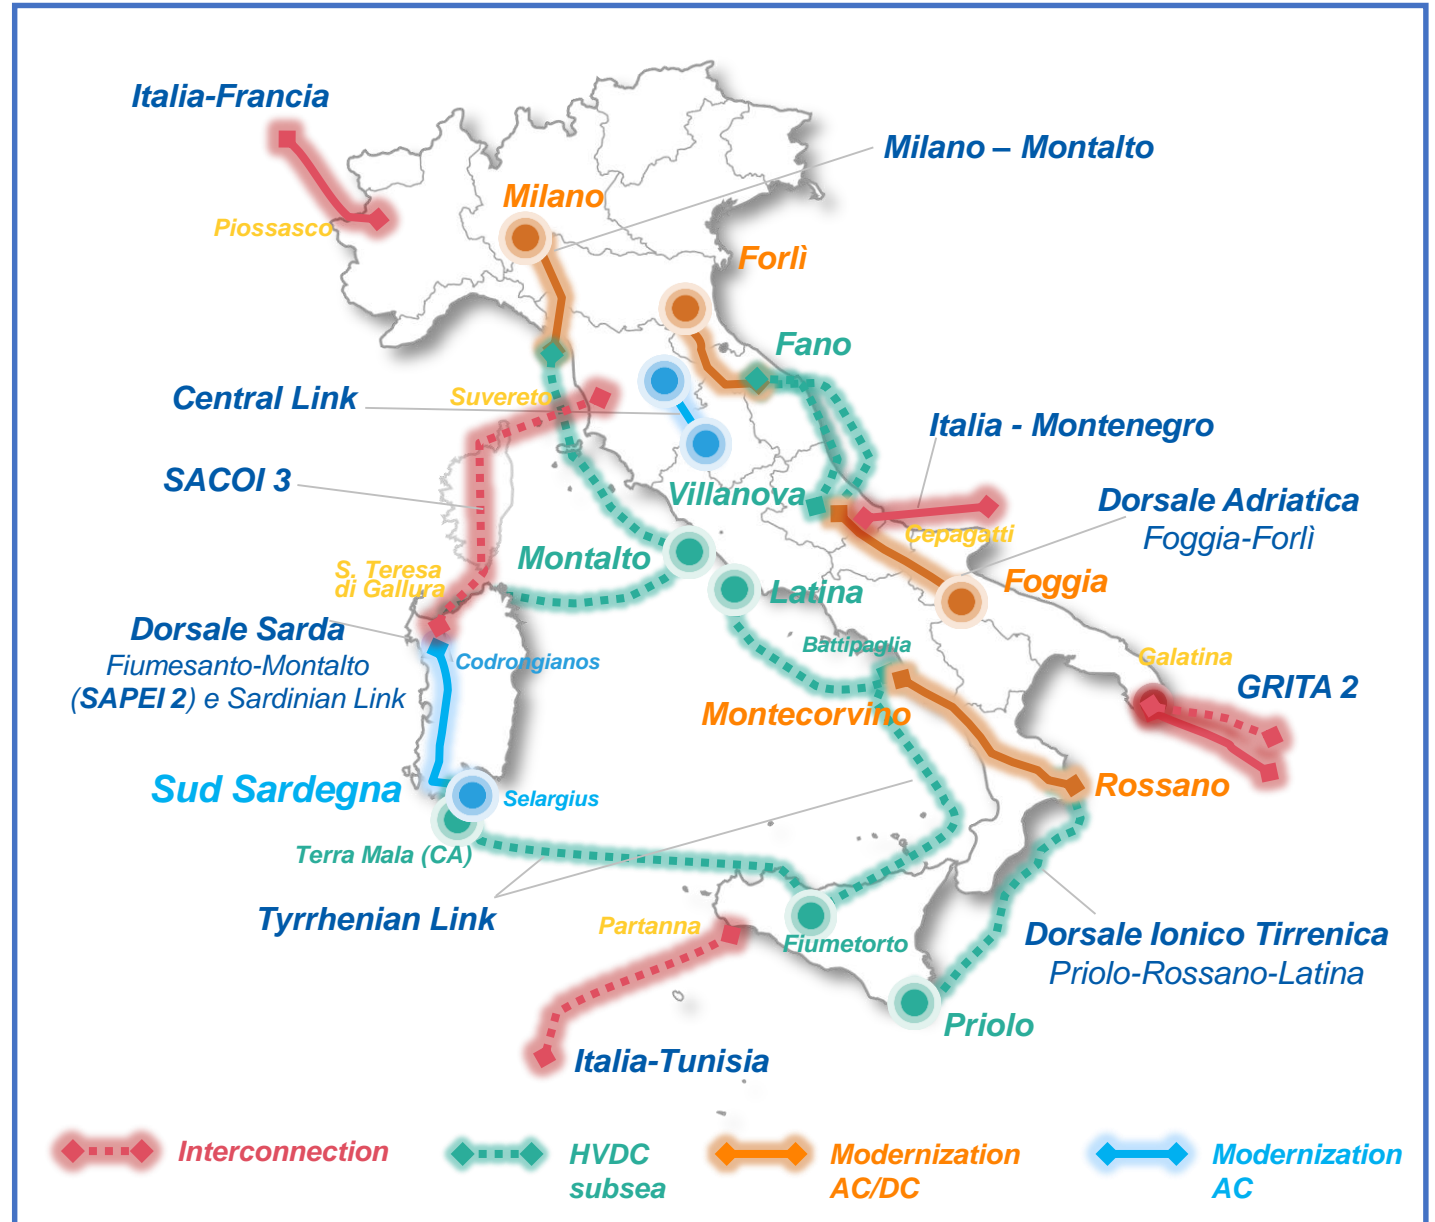 Italia-Francia
Milano – Montalto
Milano
Piossasco
Forlì
Fano
Central Link
Suvereto
Italia - Montenegro
SACOI 3
Villanova
Dorsale Adriatica
Foggia-Forlì
Cepagatti
Montalto
S. Teresa
di Gallura
Foggia
Latina
Dorsale Sarda
Fiumesanto-Montalto
(SAPEI 2) e Sardinian Link
Codrongianos
Battipaglia
Galatina
GRITA 2
Montecorvino
Rossano
Sud Sardegna
Selargius
Terra Mala (CA)
Tyrrhenian Link
Partanna
Fiumetorto
Dorsale Ionico Tirrenica
Priolo-Rossano-Latina
Priolo
Italia-Tunisia
Interconnection
HVDC
subsea
Modernization
AC/DC
Modernization
AC